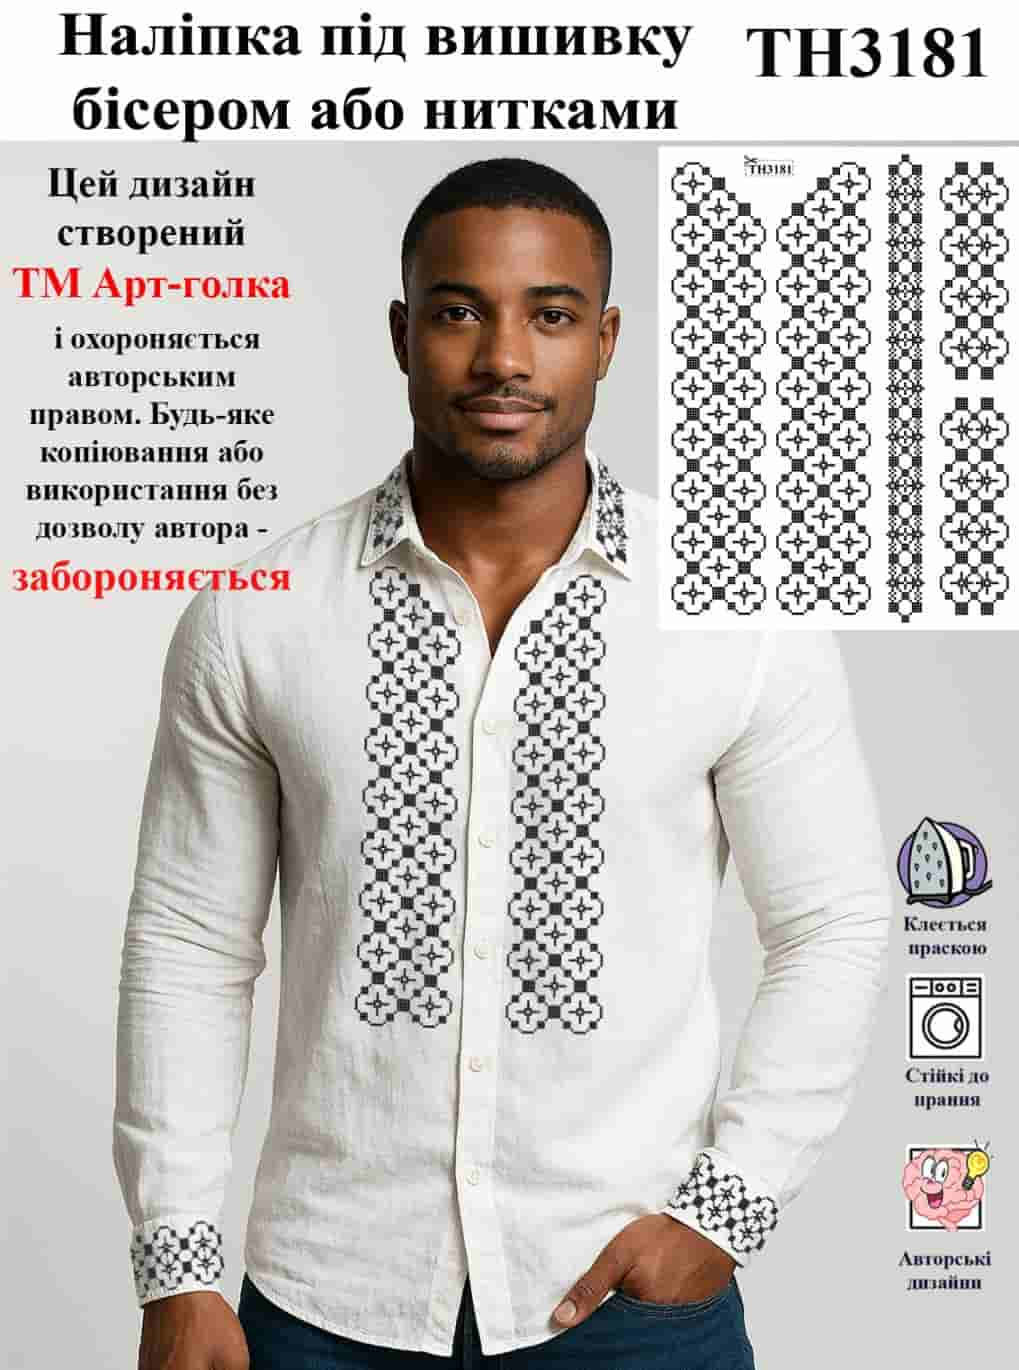 Наліпка під вишивку
бісером або нитками
ТН3181
Цей дизайн
створений
ТМ Арт-голка
і охороняється
авторським
правом. Будь-яке
копіювання або
використання без
дозволу автора -
забороняється
ТН3181
Клеється
праскою
Стійкі до
прання
Авторські
дизайни